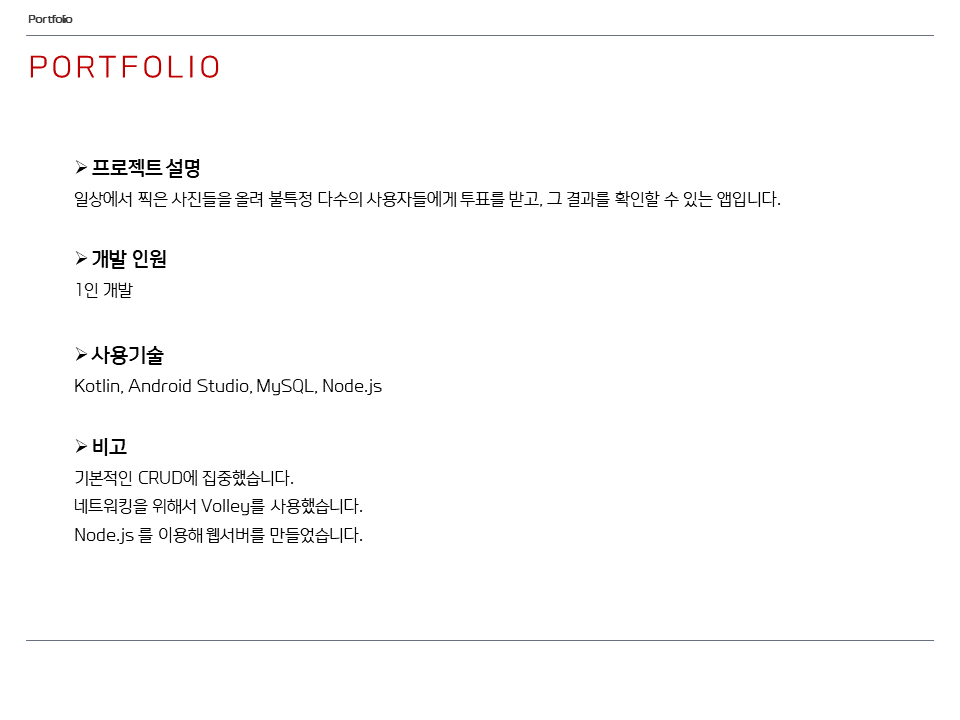 Portfolio
PORTFOLIO
➢ 프로젝트 설명
일상에서 찍은 사진들을 올려 불특정 다수의 사용자들에게 투표를 받고, 그 결과를 확인할 수 있는 앱입니다.
➢ 개발 인원
1인 개발
➢ 사용기술
Kotlin, Android Studio, MySQL, Node.js
➢ 비고
기본적인 CRUD에 집중했습니다.
네트워킹을 위해서 Volley를 사용했습니다.
Node.js 를 이용해 웹서버를 만들었습니다.